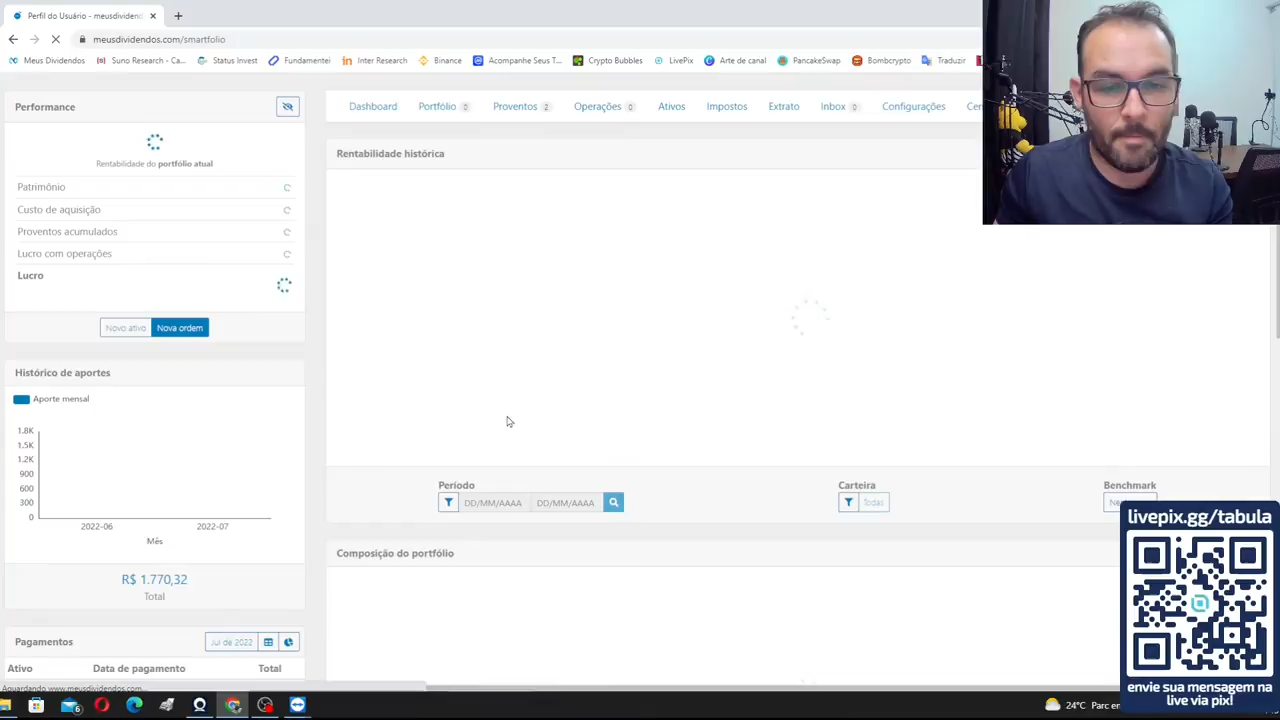 Perfil do Usuário - meusdividendo
meusdividendos.com/smartfolio
Meus Dividendos
Suno Research - Ca...
Status Invest
Fundamentei
Inter Research
Binance
Acompanhe Seus T...
Crypto Bubbles
LivePix
Arte de canal
PancakeSwap
Bombcrypto
Traduzir
Performance
Rentabilidade do portfólio atual
Patrimônio
Custo de aquisição
Proventos acumulados
Lucro com operações
Lucro
Novo ativo
Nova ordem
Histórico de aportes
Aporte mensal
1.8K
1.5K
1.2K
900
600
300
0
2022-06 2022-07
Mês
R$ 1.770,32
Total
Pagamentos
Jul de 2022
Ativo Data de pagamento Total
Aguardando www.meusdividendos.com...
Dashboard Portfólio 0 Proventos 2 Operações 0 Ativos Impostos Extrato Inbox 0 Configurações
Rentabilidade histórica
Período
DD/MM/AAAA DD/MM/AAAA
Carteira
Todas
Benchmark
Composição do portfólio
livepix.gg/tabula
envie sua mensagem na
live via pix!
24°C Parc en